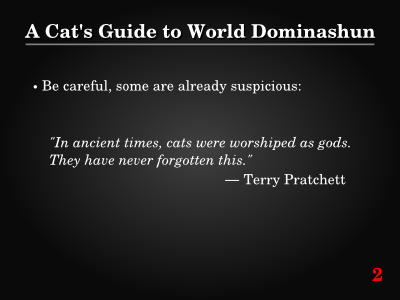 A Cat's Guide to World Dominashun
• Be careful, some are already suspicious:
"In ancient times, cats were worshiped as gods.
They have never forgotten this."
— Terry Pratchett
2